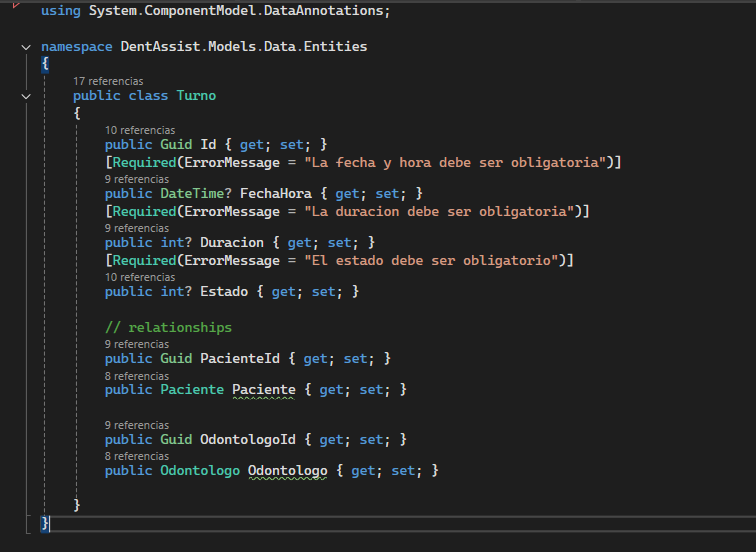 using System.ComponentModel.DataAnnotations;
namespace DentAssist.Models.Data.Entities
{
17 referencias
public class Turno
{
10 referencias
public Guid Id { get; set; }
[Required(ErrorMessage = "La fecha y hora debe ser obligatoria")]
9 referencias
public DateTime? FechaHora { get; set; }
[Required(ErrorMessage = "La duracion debe ser obligatoria")]
9 referencias
public int? Duracion { get; set; }
[Required(ErrorMessage = "El estado debe ser obligatorio")]
10 referencias
public int? Estado { get; set; }
// relationships
9 referencias
public Guid PacienteId { get; set; }
8 referencias
public Paciente Paciente { get; set; }
9 referencias
public Guid OdontologoId { get; set; }
8 referencias
public Odontologo Odontologo { get; set; }
}
}